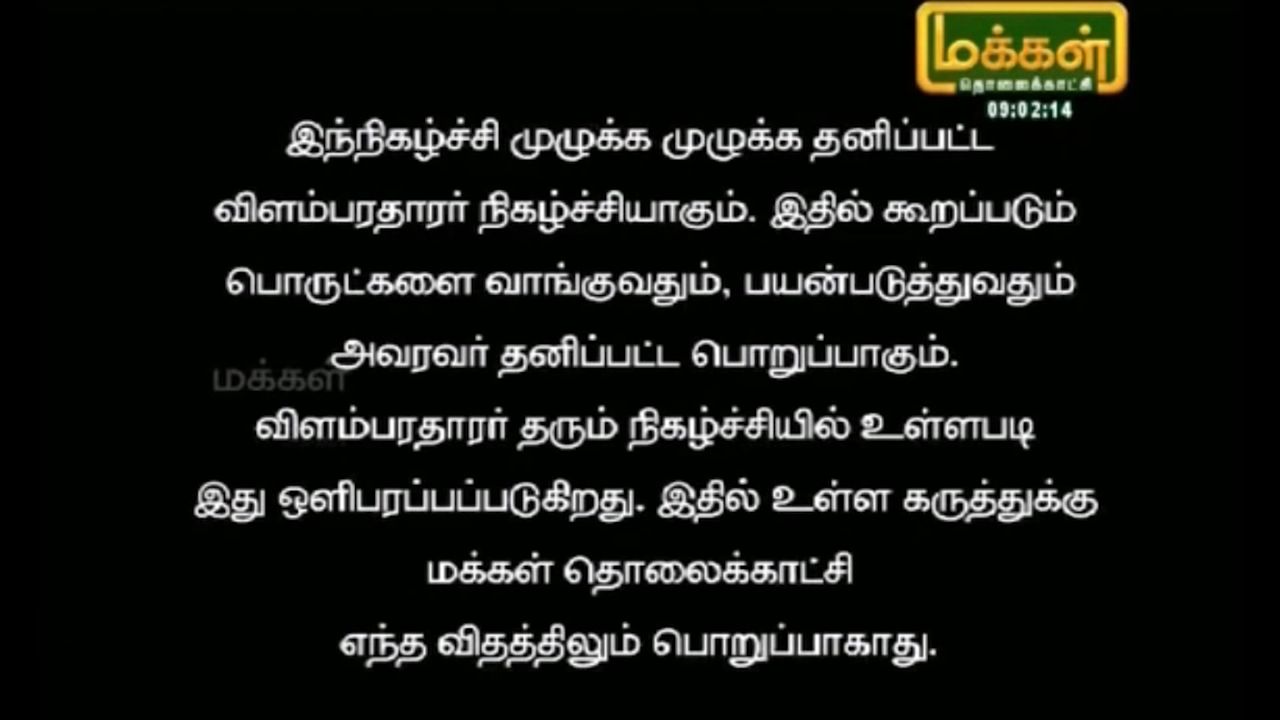 மக்கள்
தொலைக்காட்சி
09:02:14
இந்நிகழ்ச்சி முழுக்க முழுக்க தனிப்பட்ட
விளம்பரதாரர் நிகழ்ச்சியாகும். இதில் கூறப்படும்
பொருட்களை வாங்குவதும், பயன்படுத்துவதும்
அவரவர் தனிப்பட்ட பொறுப்பாகும்.
மக்கள்
விளம்பரதாரர் தரும் நிகழ்ச்சியில் உள்ளபடி
இது ஒளிபரப்பப்படுகிறது. இதில் உள்ள கருத்துக்கு
மக்கள் தொலைக்காட்சி
எந்த விதத்திலும் பொறுப்பாகாது.